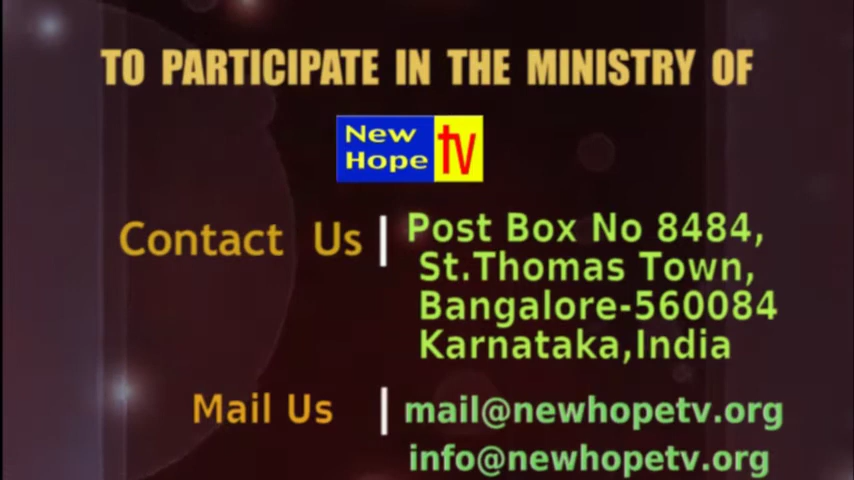 TO PARTICIPATE IN THE MINISTRY OF
New
Hope tv
Contact Us | Post Box No 8484,
St.Thomas Town,
Bangalore-560084
Karnataka,India
Mail Us | mail@newhopetv.org
info@newhopetv.org